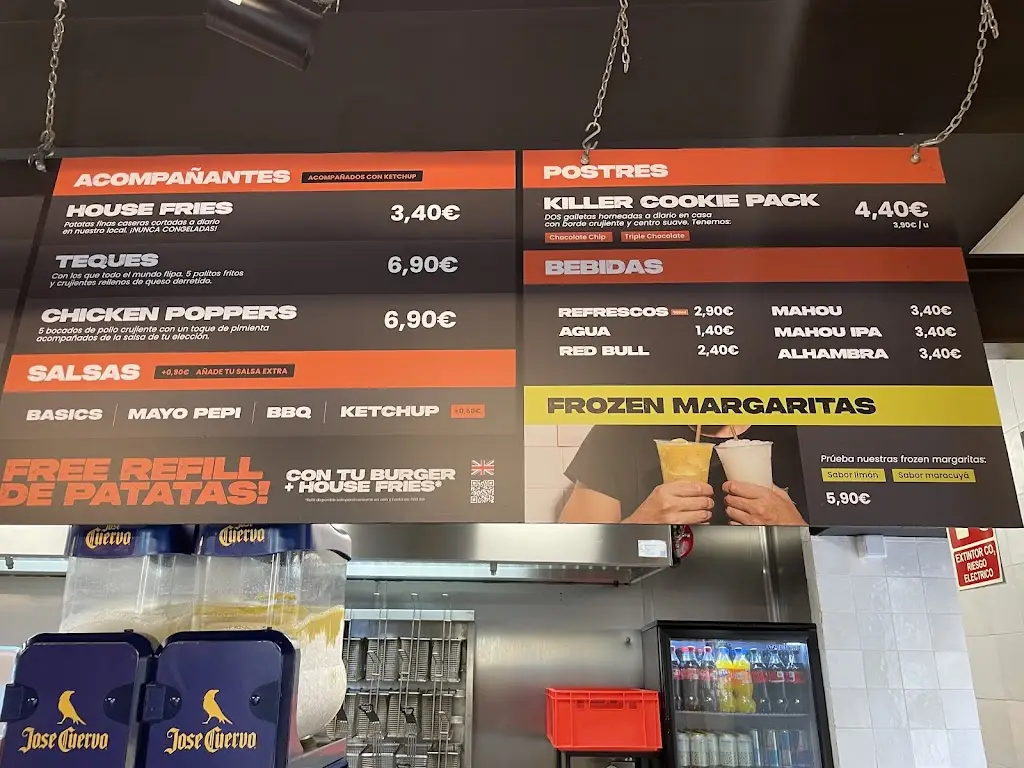 ACOMPAÑANTES ACOMPAÑADOS CON KETCHUP
HOUSE FRIES 3,40€
Patatas finas caseras cortadas a diario
en nuestro local. ¡NUNCA CONGELADAS!
TEQUES 6,90€
Con los que todo el mundo flipa. 5 palitos fritos
y crujientes rellenos de queso derretido.
CHICKEN POPPERS 6,90€
5 bocados de pollo crujiente con un toque de pimienta
acompañados de la salsa de tu elección.
SALSAS +0,90€ AÑADE TU SALSA EXTRA
BASICS MAYO PEPI BBQ KETCHUP +0,60€
FREE REFILL
DE PATATAS!
CON TU BURGER
+ HOUSE FRIES*
POSTRES
KILLER COOKIE PACK 4,40€
DOS galletas horneadas a diario en casa
con borde crujiente y centro suave. Tenemos:
3,90€ / u
Chocolate Chip Triple Chocolate
BEBIDAS
REFRESCOS 2,90€ MAHOU 3,40€
AGUA 1,40€ MAHOU IPA 3,40€
RED BULL 2,40€ ALHAMBRA 3,40€
FROZEN MARGARITAS
Prúeba nuestras frozen margaritas:
Sabor limón Sabor maracuyá
5,90€
Jose Cuervo
Jose Cuervo
EXTINTOR CO₂
RIESGO
ELECTRICO
Jose Cuervo
Jose Cuervo